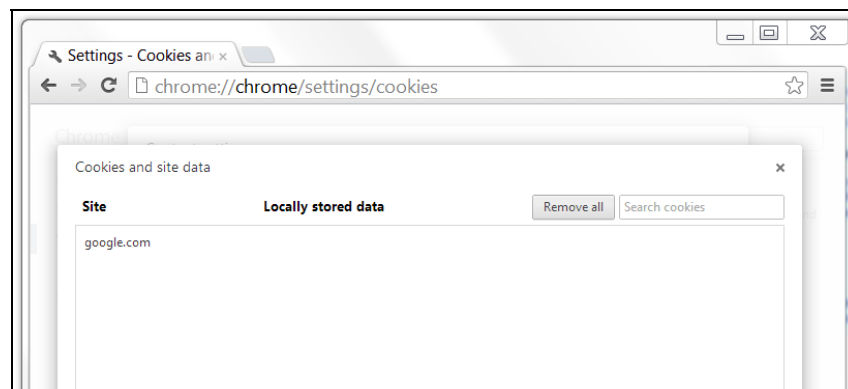 Settings - Cookies an
chrome://chrome/settings/cookies
Chrome
Cookies and site data
Site Locally stored data Remove all Search cookies
google.com